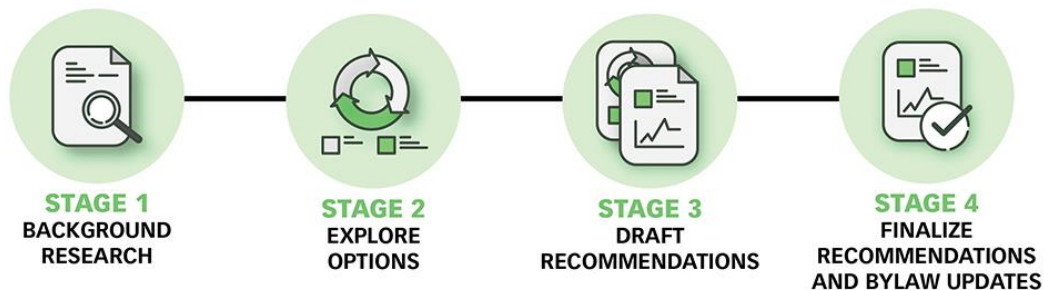 STAGE 1
BACKGROUND
RESEARCH
STAGE 2
EXPLORE
OPTIONS
STAGE 3
DRAFT
RECOMMENDATIONS
STAGE 4
FINALIZE
RECOMMENDATIONS
AND BYLAW UPDATES